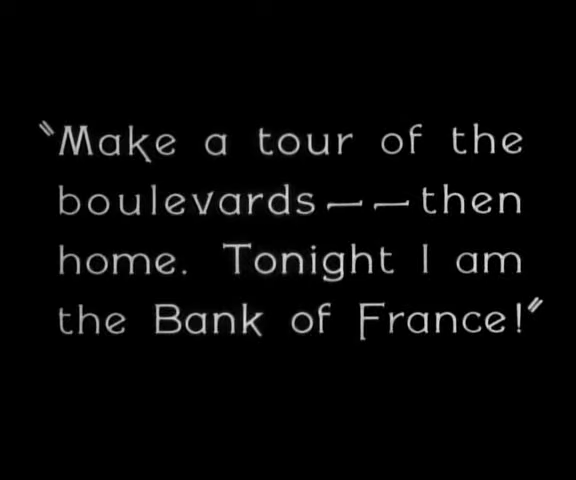 "Make a tour of the
boulevards——then
home. Tonight I am
the Bank of France!"